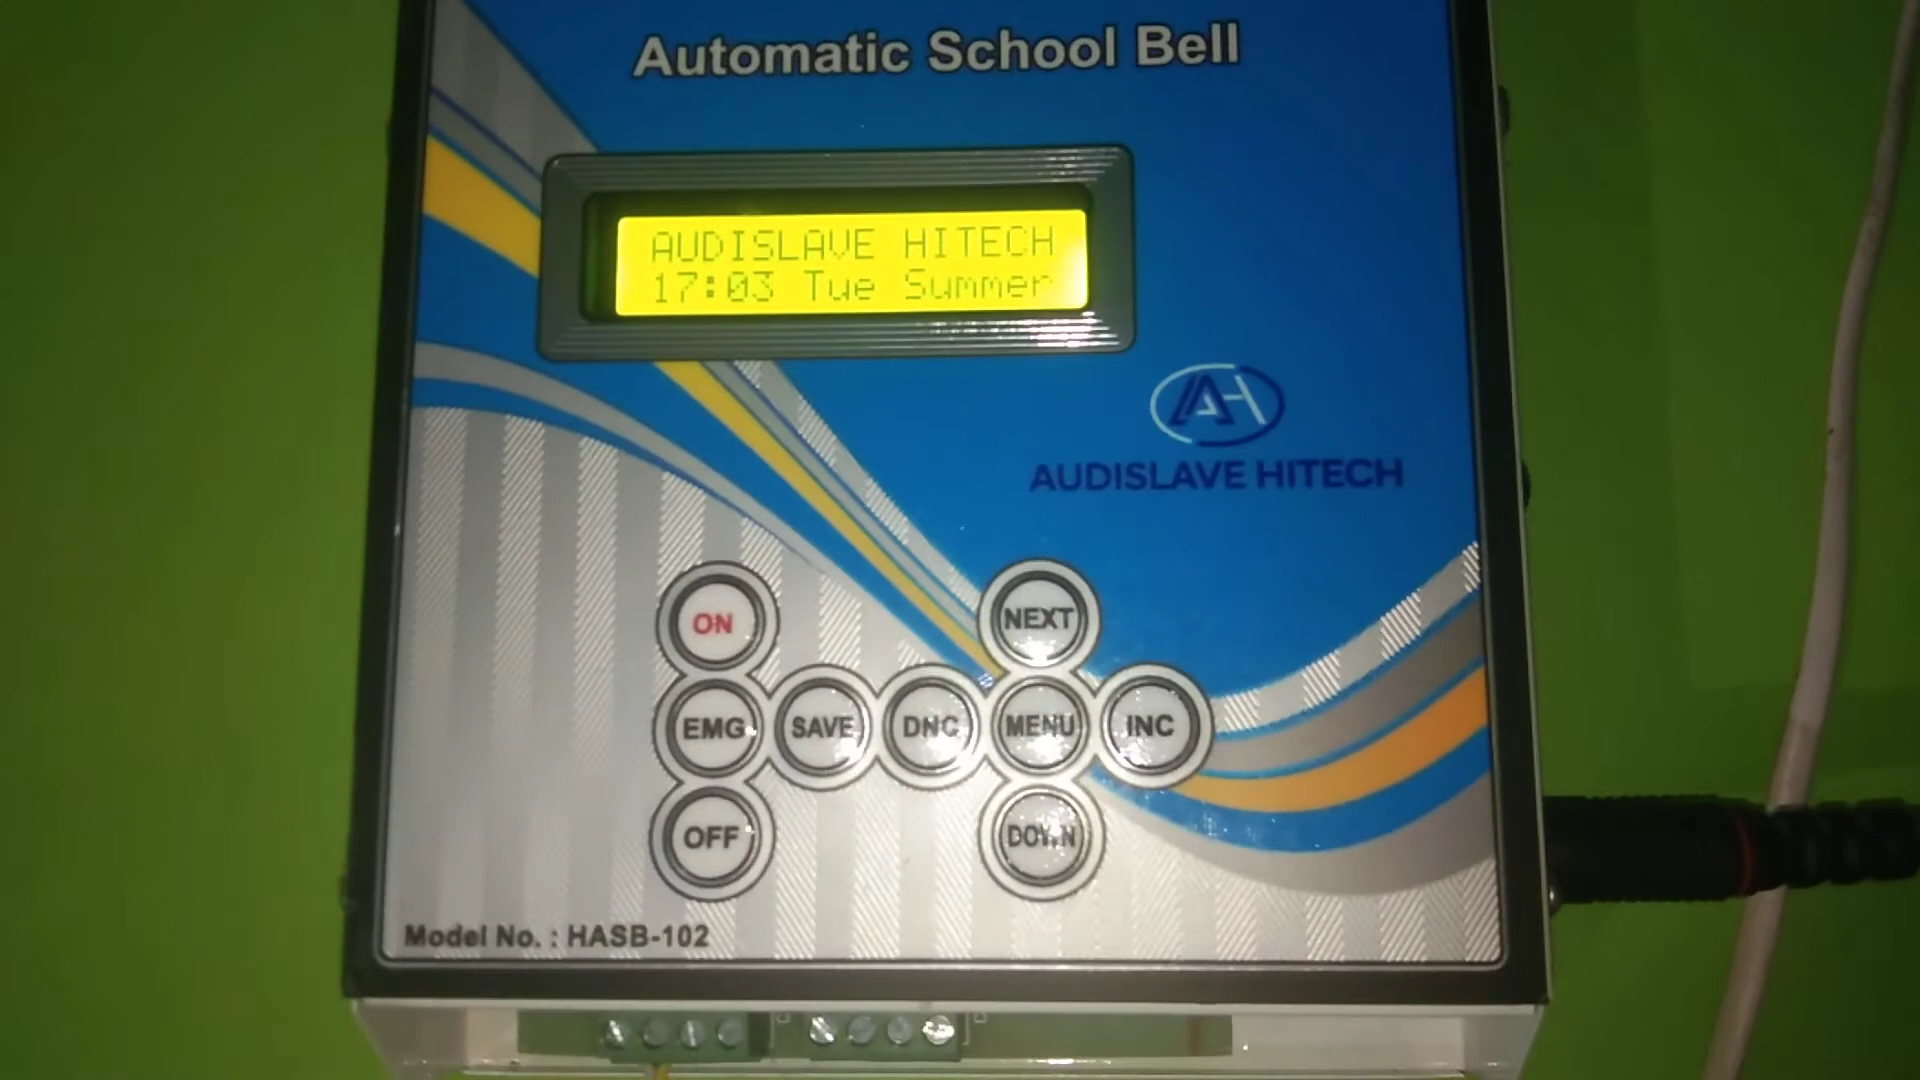 Automatic School Bell
AUDISLAVE HITECH
17:03 Tue Summer
AH
AUDISLAVE HITECH
ON
NEXT
EMG
SAVE
DNC
MENU
INC
OFF
DOWN
Model No. : HASB-102